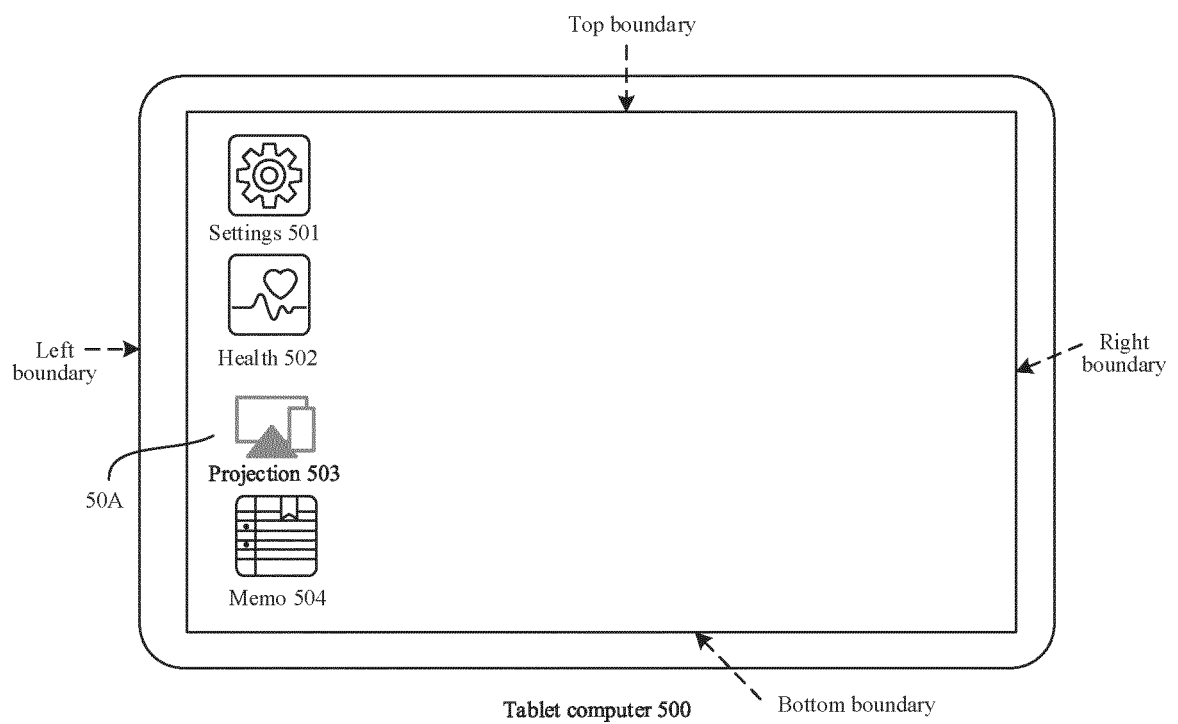 Top boundary
Settings 501
Health 502
Left
boundary
Right
boundary
Projection 503
50A
Memo 504
Bottom boundary
Tablet computer 500